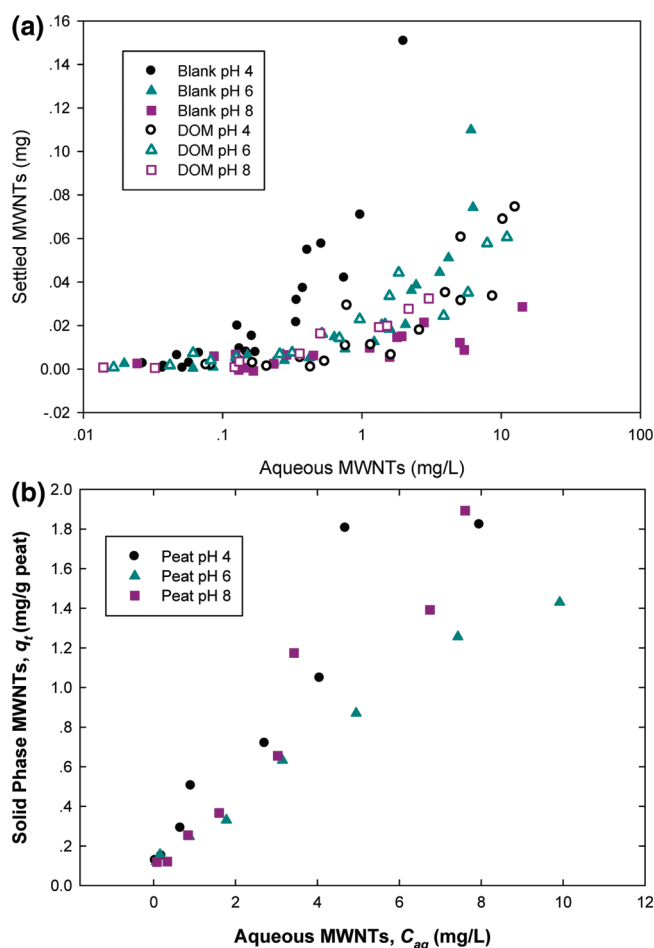 (a)
.16
.14
.12
.10
.08
.06
.04
.02
0.00
-.02
Settled MWNTs (mg)
Blank pH 4
Blank pH 6
Blank pH 8
DOM pH 4
DOM pH 6
DOM pH 8
.01 .1 1 10 100
Aqueous MWNTs (mg/L)
(b)
2.0
1.8
1.6
1.4
1.2
1.0
.8
.6
.4
.2
0.0
Solid Phase MWNTs, qt (mg/g peat)
Peat pH 4
Peat pH 6
Peat pH 8
0 2 4 6 8 10 12
Aqueous MWNTs, Caq (mg/L)